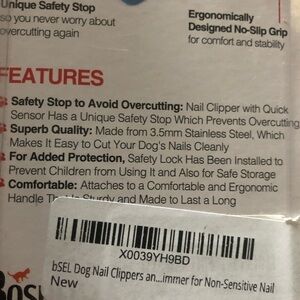 Unique Safety Stop
so you never worry about
overcutting again
Ergonomically
Designed No-Slip Grip
for comfort and stability
FEATURES
Safety Stop to Avoid Overcutting: Nail Clipper with Quick
Sensor Has a Unique Safety Stop Which Prevents Overcutting
Superb Quality: Made from 3.5mm Stainless Steel, Which
Makes It Easy to Cut Your Dog's Nails Cleanly
For Added Protection, Safety Lock Has Been Installed to
Prevent Children from Using It and Also for Safe Storage
Comfortable: Attaches to a Comfortable and Ergonomic
Handle That Is Sturdy and Made to Last a Long
X0039YH9BD
bSEL Dog Nail Clippers an...immer for Non-Sensitive Nail
New